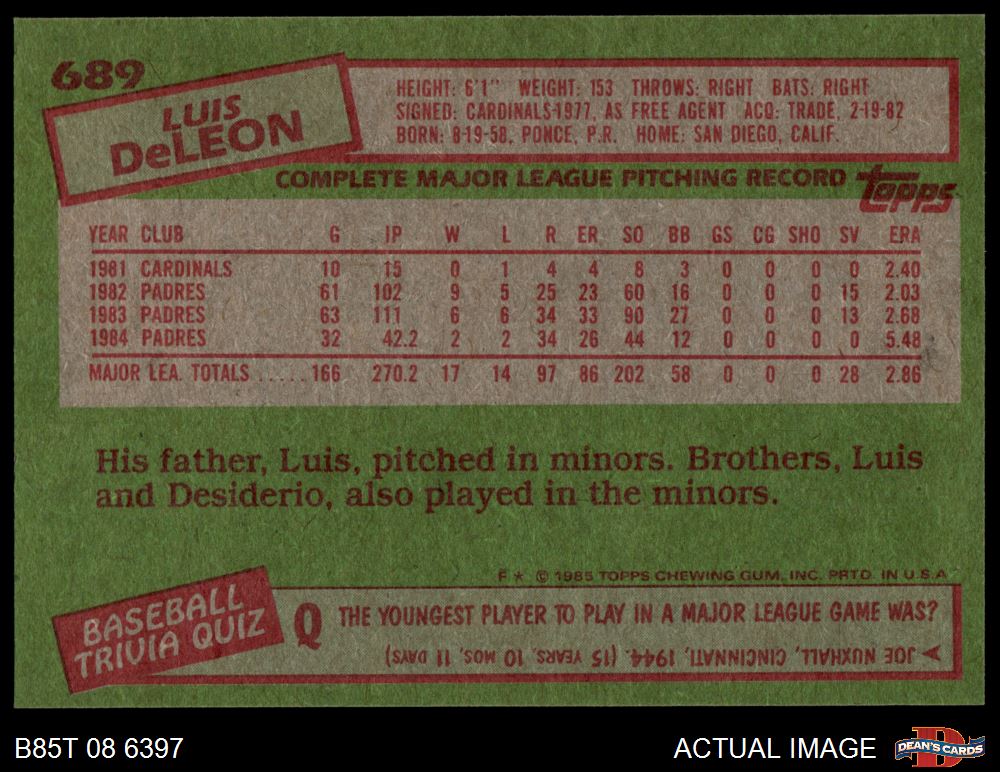 689
LUIS
DeLEON
HEIGHT: 6'1" WEIGHT: 153 THROWS: RIGHT BATS: RIGHT
SIGNED: CARDINALS-1977, AS FREE AGENT ACQ: TRADE, 2-19-82
BORN: 8-19-58, PONCE, P.R. HOME: SAN DIEGO, CALIF.
COMPLETE MAJOR LEAGUE PITCHING RECORD
topps
YEAR CLUB G IP W L R ER SO BB GS CG SHO SV ERA
1981 CARDINALS 10 15 0 1 4 4 8 3 0 0 0 0 2.40
1982 PADRES 61 102 9 5 25 23 60 16 0 0 0 15 2.03
1983 PADRES 63 111 6 6 34 33 90 27 0 0 0 13 2.68
1984 PADRES 32 42.2 2 2 34 26 44 12 0 0 0 0 5.48
MAJOR LEA. TOTALS .....166 270.2 17 14 97 86 202 58 0 0 0 28 2.86
His father, Luis, pitched in minors. Brothers, Luis
and Desiderio, also played in the minors.
F * © 1985 TOPPS CHEWING GUM, INC. PRTD. IN U.S.A
BASEBALL
TRIVIA QUIZ
Q THE YOUNGEST PLAYER TO PLAY IN A MAJOR LEAGUE GAME WAS?
JOE NUXHALL, CINCINNATI, 1944. (15 YEARS, 10 MOS, 11 DAYS)
B85T 08 6397
ACTUAL IMAGE
D
DEAN'S CARDS